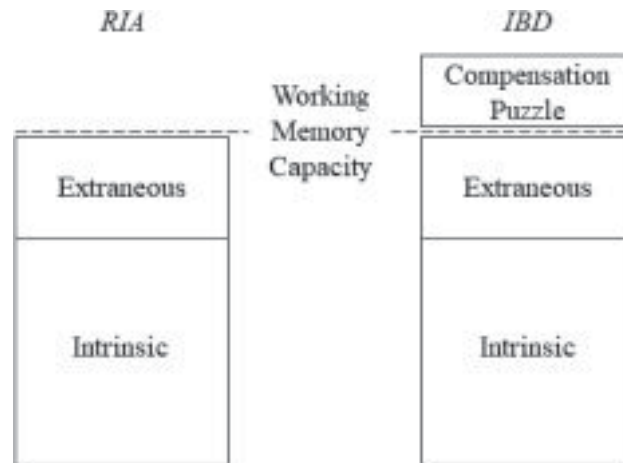 RIA
IBD
Compensation
Puzzle
Working
Memory
Capacity
Extraneous
Extraneous
Intrinsic
Intrinsic